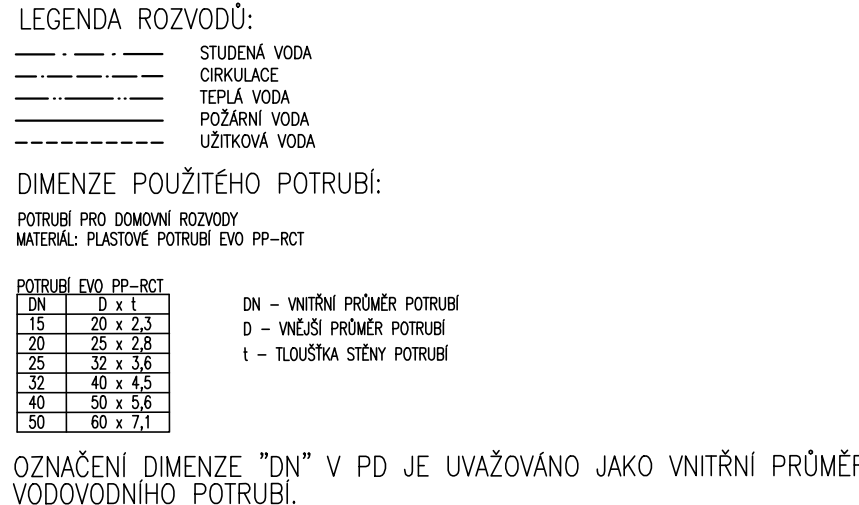 LEGENDA ROZVODŮ:
STUDENÁ VODA
CIRKULACE
TEPLÁ VODA
POŽÁRNÍ VODA
UŽITKOVÁ VODA
DIMENZE POUŽITÉHO POTRUBÍ:
POTRUBÍ PRO DOMOVNÍ ROZVODY
MATERIÁL: PLASTOVÉ POTRUBÍ EVO PP-RCT
POTRUBÍ EVO PP-RCT
DN D x t
15 20 x 2,3
20 25 x 2,8
25 32 x 3,6
32 40 x 4,5
40 50 x 5,6
50 60 x 7,1
DN - VNITŘNÍ PRŮMĚR POTRUBÍ
D - VNĚJŠÍ PRŮMĚR POTRUBÍ
t - TLOUŠŤKA STĚNY POTRUBÍ
OZNAČENÍ DIMENZE "DN" V PD JE UVAŽOVÁNO JAKO VNITŘNÍ PRŮMĚR
VODOVODNÍHO POTRUBÍ.